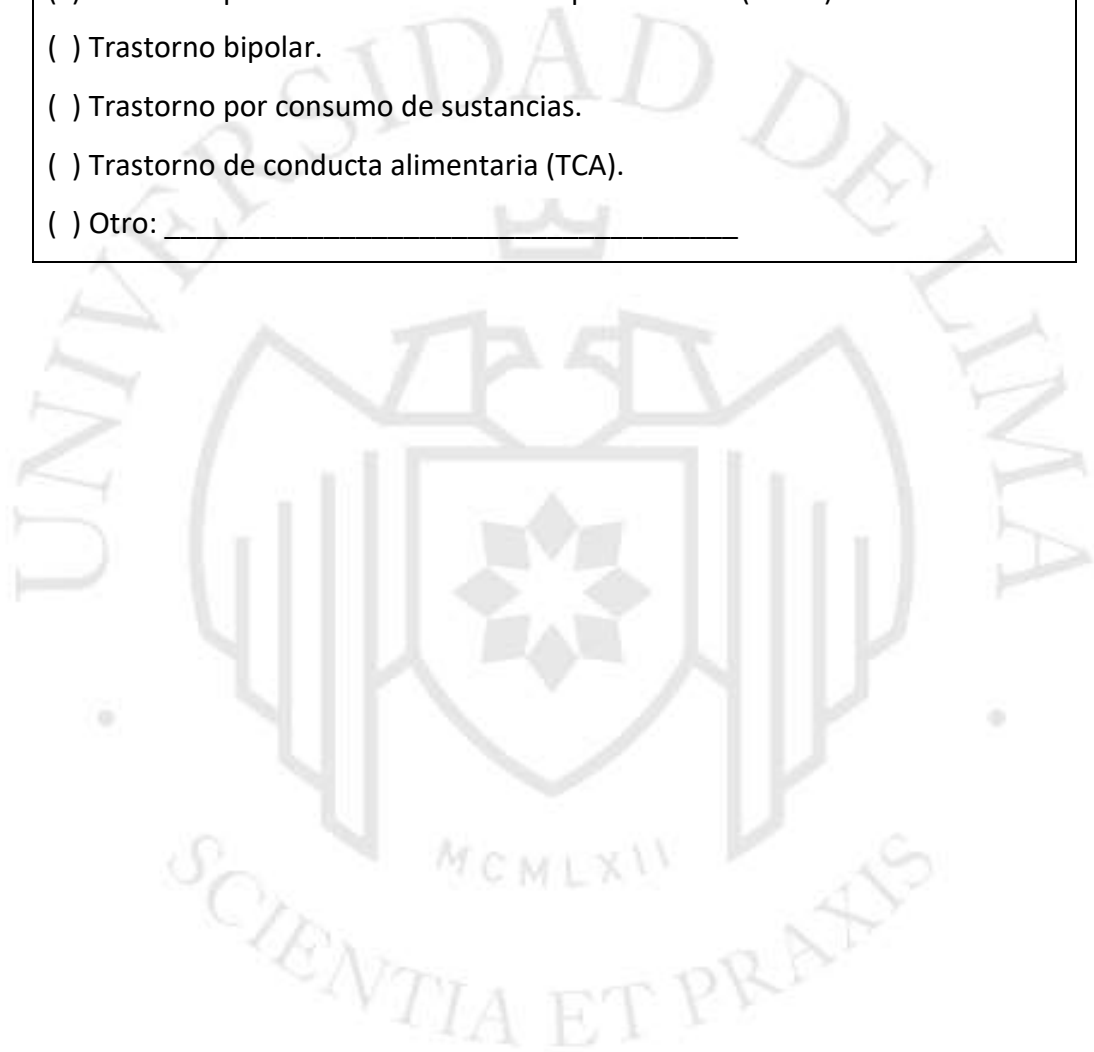 ( ) Trastorno bipolar.
( ) Trastorno por consumo de sustancias.
( ) Trastorno de conducta alimentaria (TCA).
( ) Otro: ____________________________________
UNIVERSIDAD DE LIMA
MCMLXII
SCIENTIA ET PRAXIS